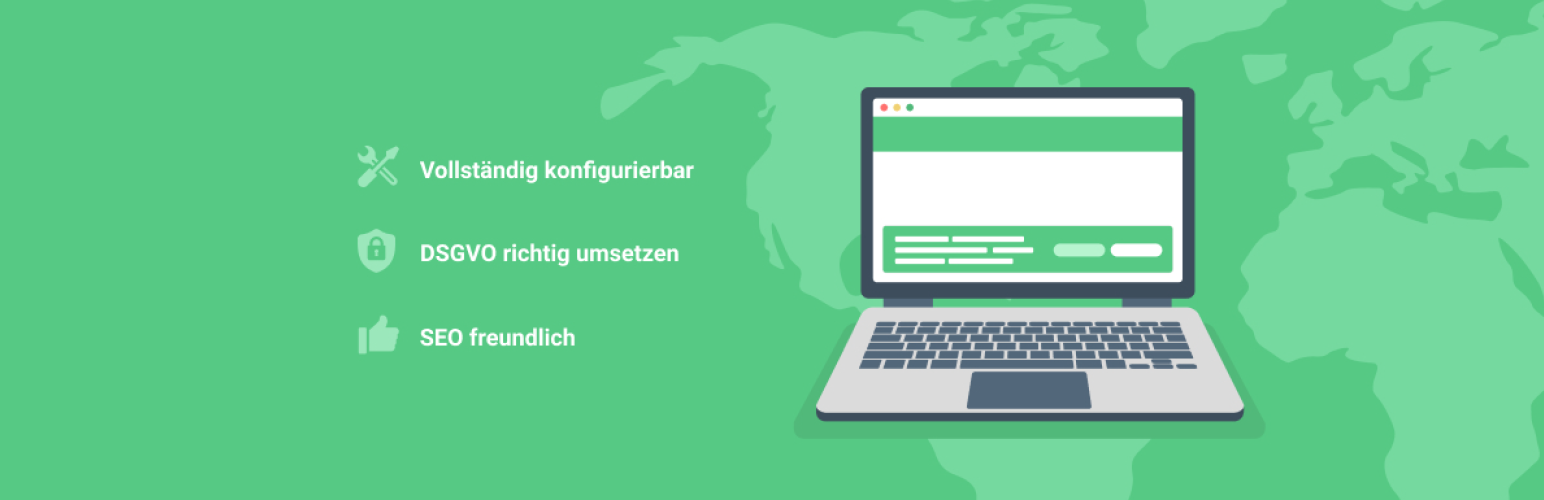 Vollständig konfigurierbar
DSGVO richtig umsetzen
SEO freundlich